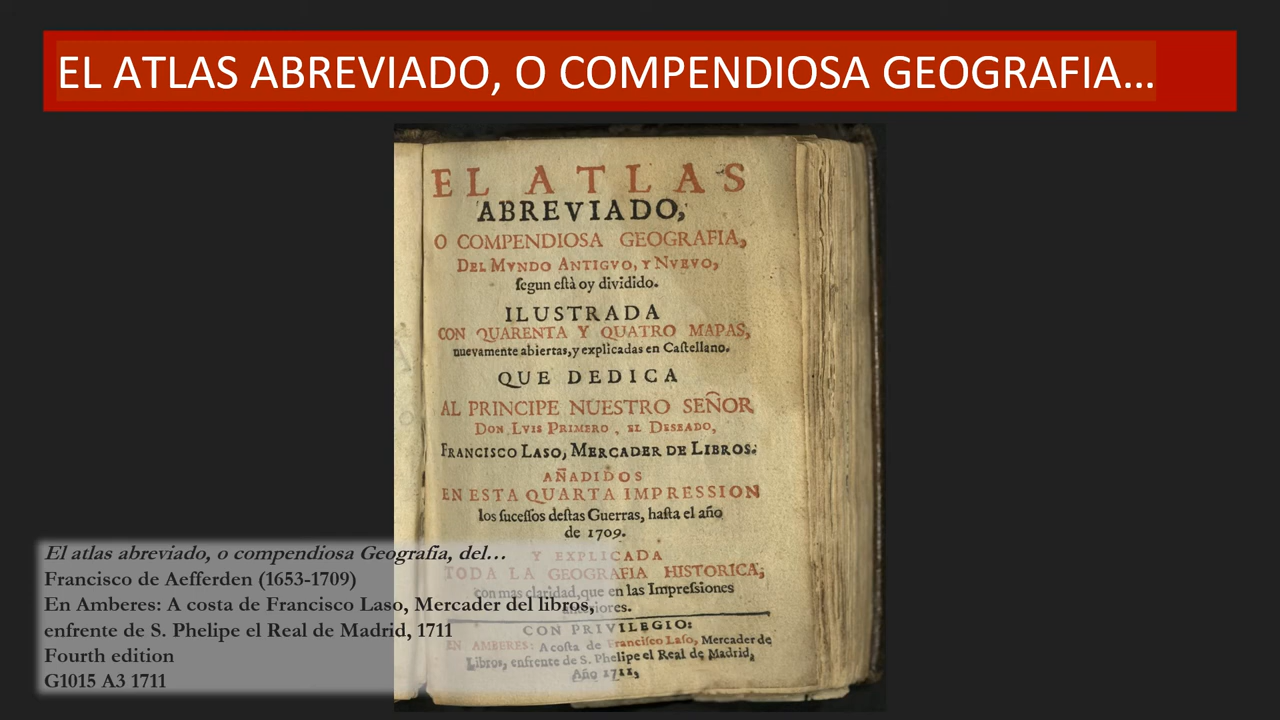 EL ATLAS ABREVIADO, O COMPENDIOSA GEOGRAFIA…
EL ATLAS
ABREVIADO,
O COMPENDIOSA GEOGRAFIA,
DEL MVNDO ANTIGVO, Y NVEVO,
ſegun eſtà oy dividido.
ILUSTRADA
CON QUARENTA Y QUATRO MAPAS,
nuevamente abiertas, y explicadas en Caſtellano.
QUE DEDICA
AL PRINCIPE NUESTRO SEÑOR
DON LVIS PRIMERO, EL DESEADO,
FRANCISCO LASO, MERCADER DE LIBROS.
AÑADIDOS
EN ESTA QUARTA IMPRESSION
los ſuceſſos deſtas Guerras, haſta el año
de 1709.
Y EXPLICADA
TODA LA GEOGRAFIA HISTORICA,
con mas claridad, que en las Impreſsiones
anteriores.
CON PRIVILEGIO:
EN AMBERES: A coſta de Franciſco Laſo, Mercader de
Libros, enfrente de S. Phelipe el Real de Madrid,
Año 1711,
El atlas abreviado, o compendiosa Geografia, del…
Francisco de Aefferden (1653-1709)
En Amberes: A costa de Francisco Laso, Mercader del libros,
enfrente de S. Phelipe el Real de Madrid, 1711
Fourth edition
G1015 A3 1711